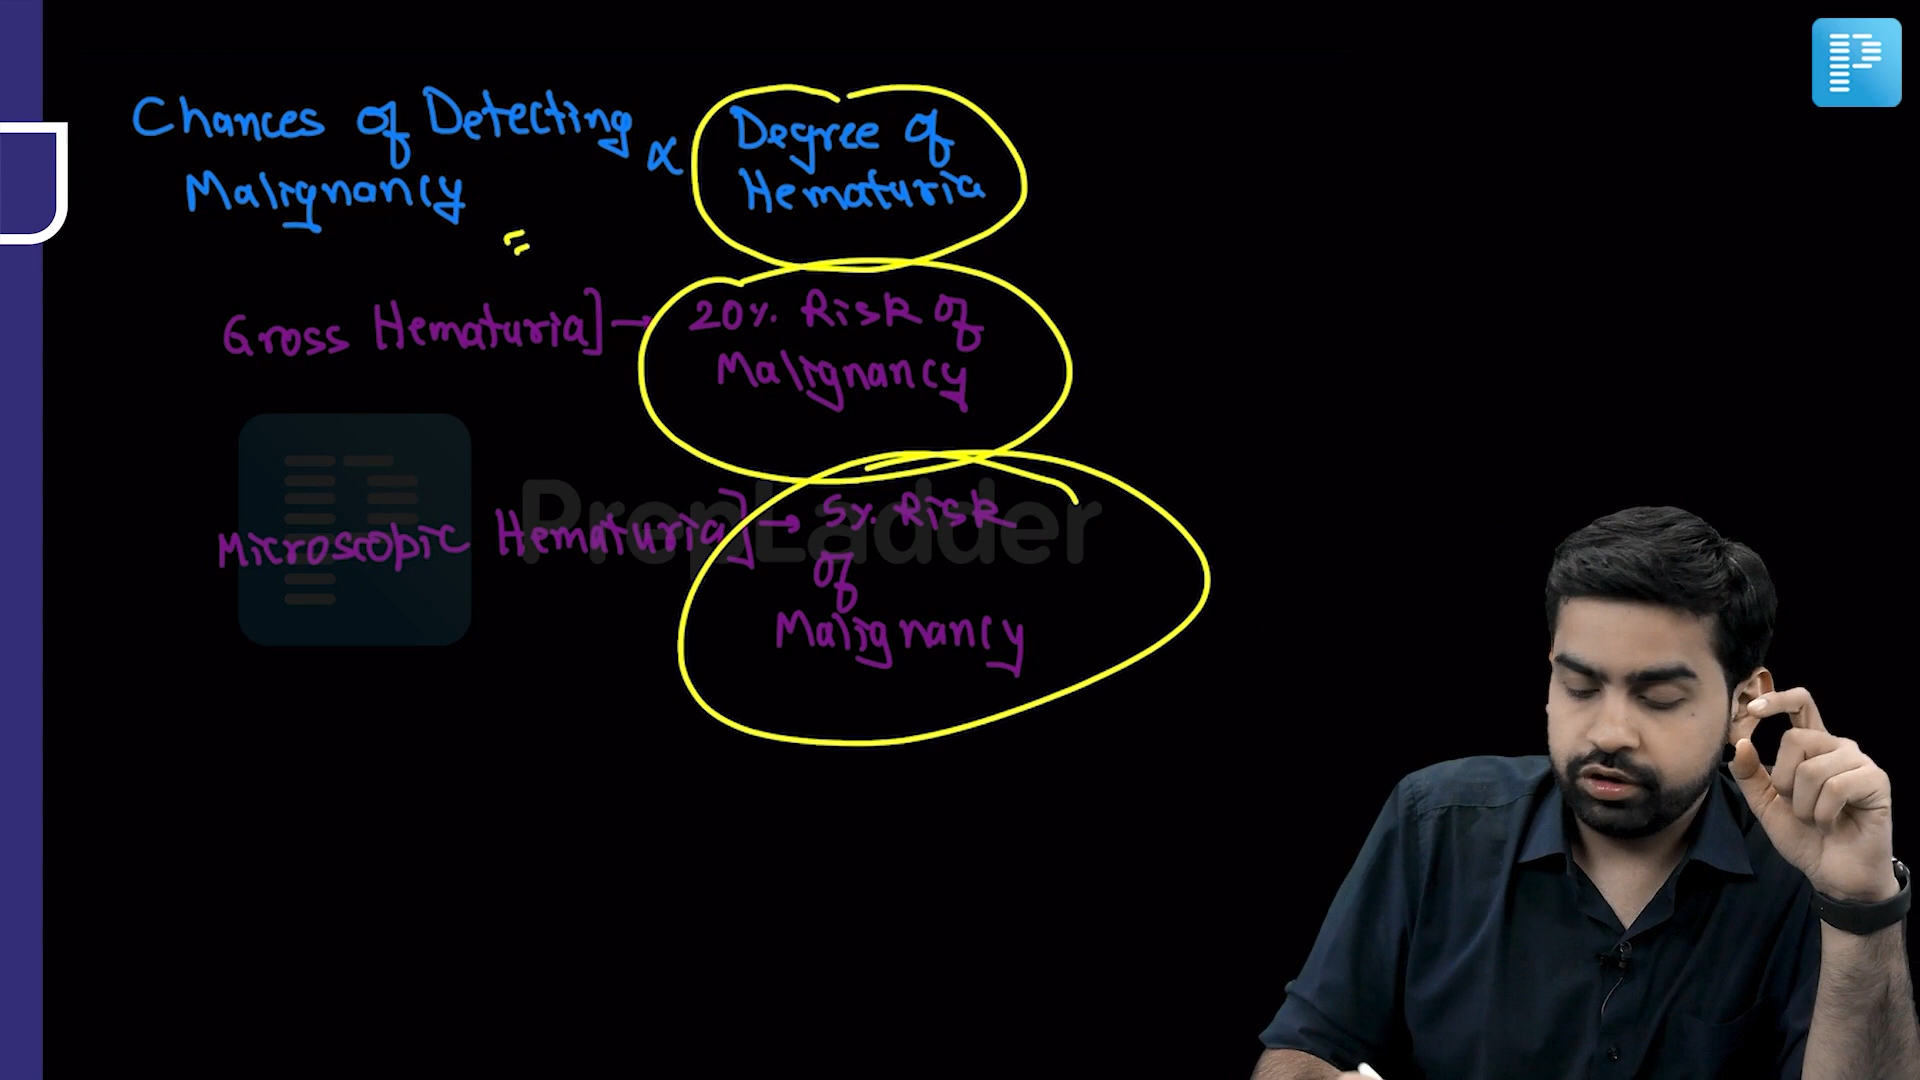 Chances of Detecting ∝ Degree of
Malignancy Hematuria
Gross Hematuria] → 20% Risk of
Malignancy
Microscopic Hematuria] → 5% Risk
of
Malignancy
PrepLadder